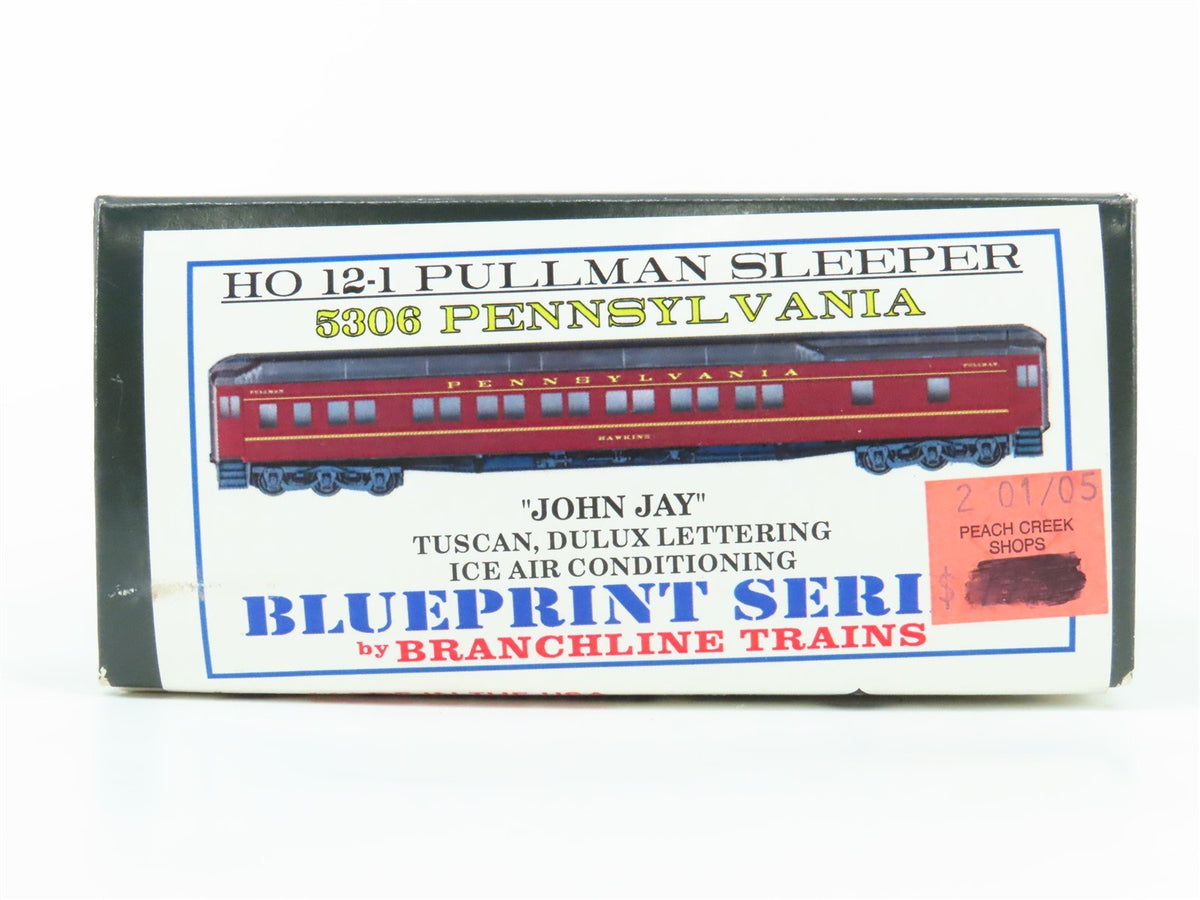 HO 12-1 PULLMAN SLEEPER
5306 PENNSYLVANIA
PULLMAN PENNSYLVANIA PULLMAN
HAWKINS
"JOHN JAY"
TUSCAN, DULUX LETTERING
ICE AIR CONDITIONING
BLUEPRINT SERI
by BRANCHLINE TRAINS
2 01/05
PEACH CREEK
SHOPS
$